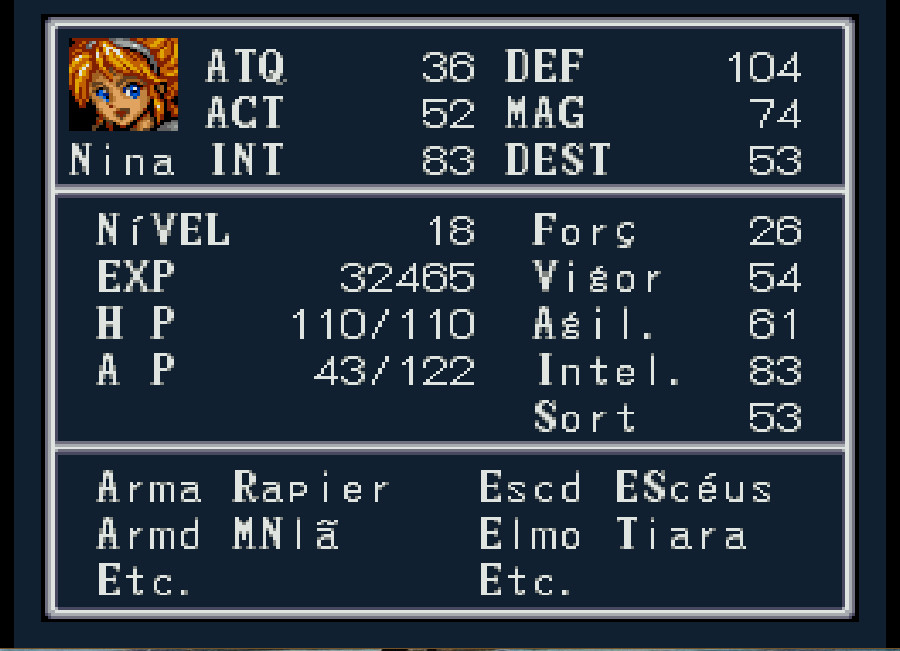 ATQ 36 DEF 104
ACT 52 MAG 74
Nina INT 83 DEST 53
NíVEL 18 Forç 26
EXP 32465 Vigor 54
H P 110/110 Agil. 61
A P 43/122 Intel. 83
Sort 53
Arma Rapier Escd EScéus
Armd MNlã Elmo Tiara
Etc. Etc.